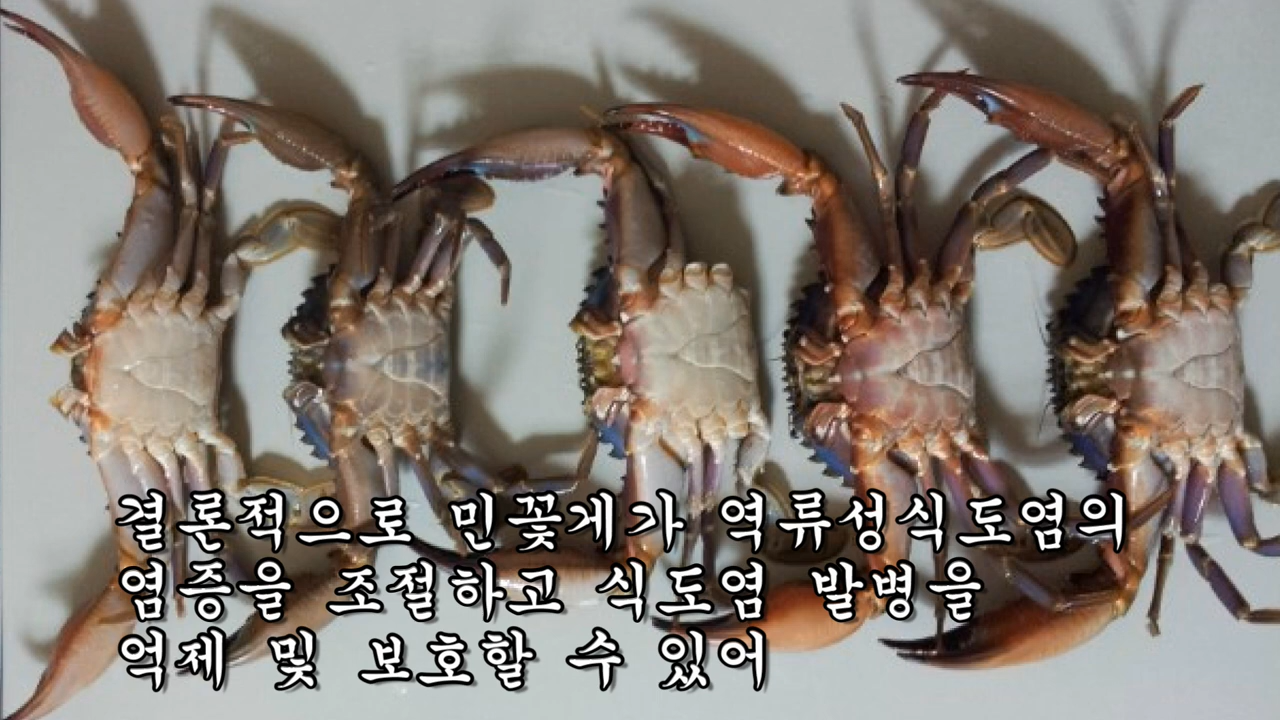 결론적으로 민꽃게가 역류성식도염의
염증을 조절하고 식도염 발병을
억제 및 보호할 수 있어